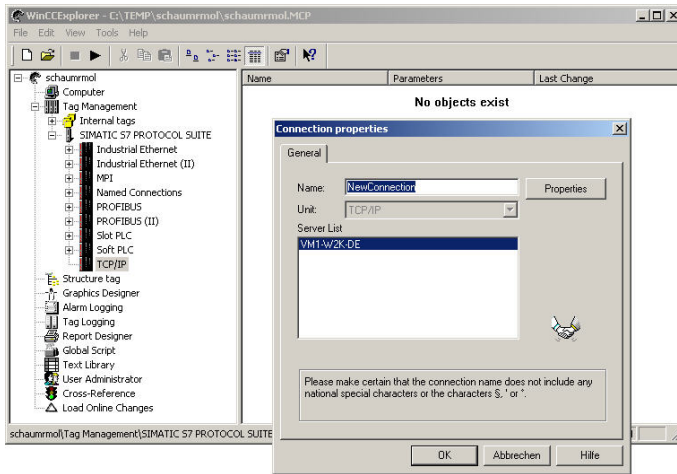 WinCCExplorer - C:\TEMP\schaumrmol\schaumrmol.MCP
File Edit View Tools Help
schaumrmol
Computer
Tag Management
Internal tags
SIMATIC S7 PROTOCOL SUITE
Industrial Ethernet
Industrial Ethernet (II)
MPI
Named Connections
PROFIBUS
PROFIBUS (II)
Slot PLC
Soft PLC
TCP/IP
Structure tag
Graphics Designer
Alarm Logging
Tag Logging
Report Designer
Global Script
Text Library
User Administrator
Cross-Reference
Load Online Changes
Name Parameters Last Change
No objects exist
Connection properties
General
Name: NewConnection Properties
Unit: TCP/IP
Server List
VM1-W2K-DE
Please make certain that the connection name does not include any
national special characters or the characters §, ' or ".
OK Abbrechen Hilfe
schaumrmol\Tag Management\SIMATIC S7 PROTOCOL SUITE